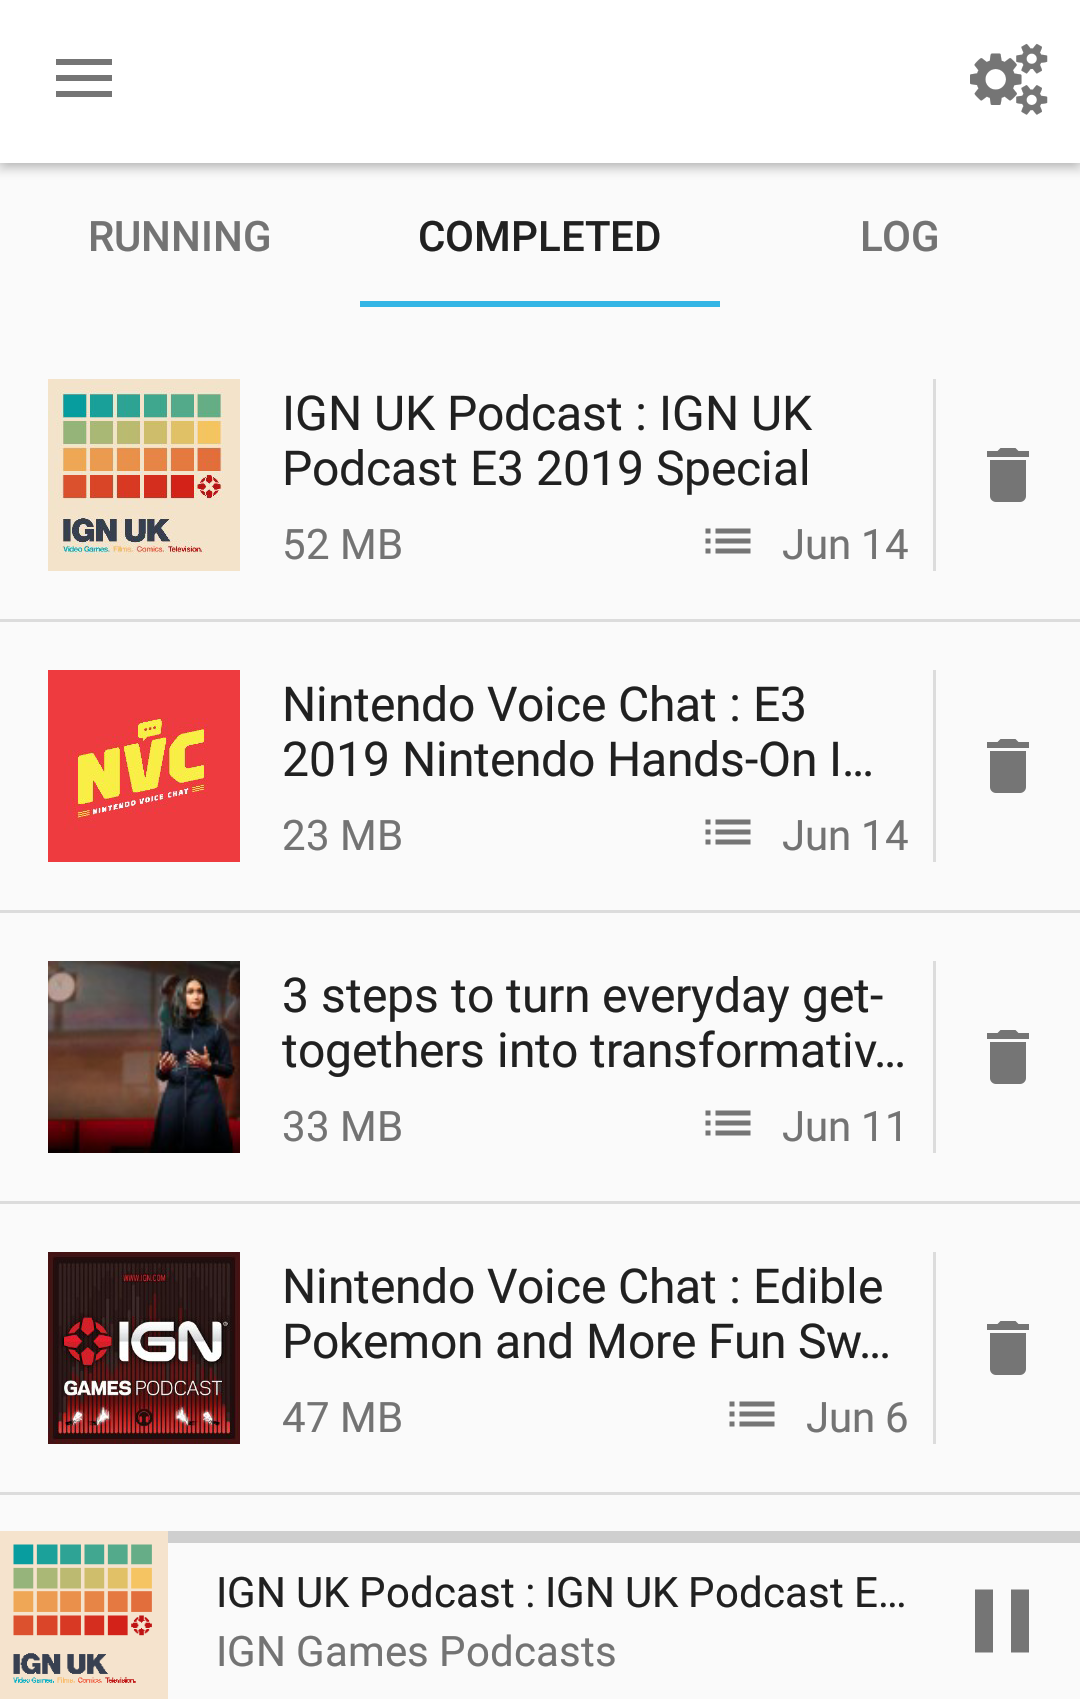 RUNNING
COMPLETED
LOG
IGN UK Podcast : IGN UK
Podcast E3 2019 Special
52 MB
Jun 14
IGN UK
Video Games. Films. Comics. Television.
Nintendo Voice Chat : E3
2019 Nintendo Hands-On I...
23 MB
Jun 14
NVC
NINTENDO VOICE CHAT
3 steps to turn everyday get-
togethers into transformativ...
33 MB
Jun 11
Nintendo Voice Chat : Edible
Pokemon and More Fun Sw...
47 MB
Jun 6
WWW.IGN.COM
IGN
GAMES PODCAST
IGN UK Podcast : IGN UK Podcast E...
IGN Games Podcasts
IGN UK
Video Games. Films. Comics. Television.